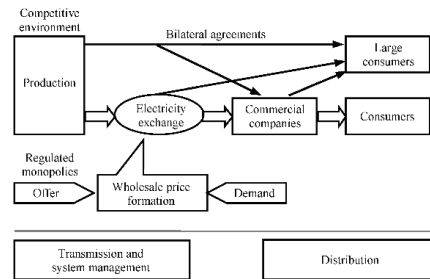 Competitive
environment
Bilateral agreements
Production
Large
consumers
Electricity
exchange
Commercial
companies
Consumers
Regulated
monopolies
Offer
Wholesale price
formation
Demand
Transmission and
system management
Distribution